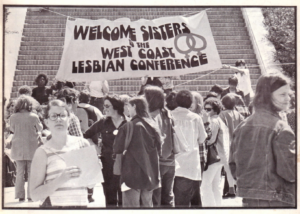 WELCOME SISTERS
to the
WEST COAST
LESBIAN CONFERENCE